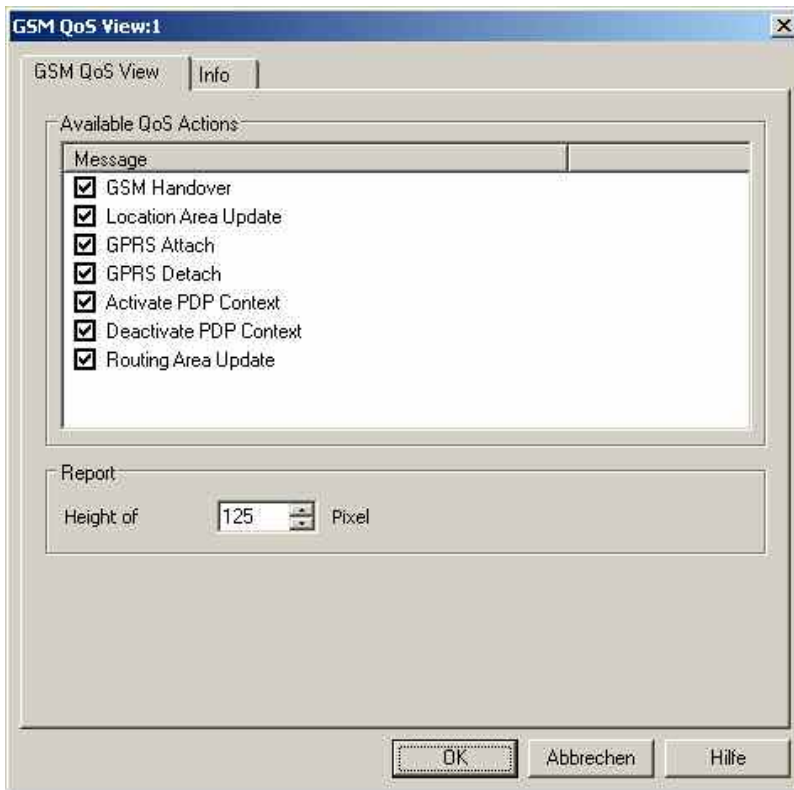 GSM QoS View:1
GSM QoS View Info
Available QoS Actions
Message
GSM Handover
Location Area Update
GPRS Attach
GPRS Detach
Activate PDP Context
Deactivate PDP Context
Routing Area Update
Report
Height of 125 Pixel
OK Abbrechen Hilfe